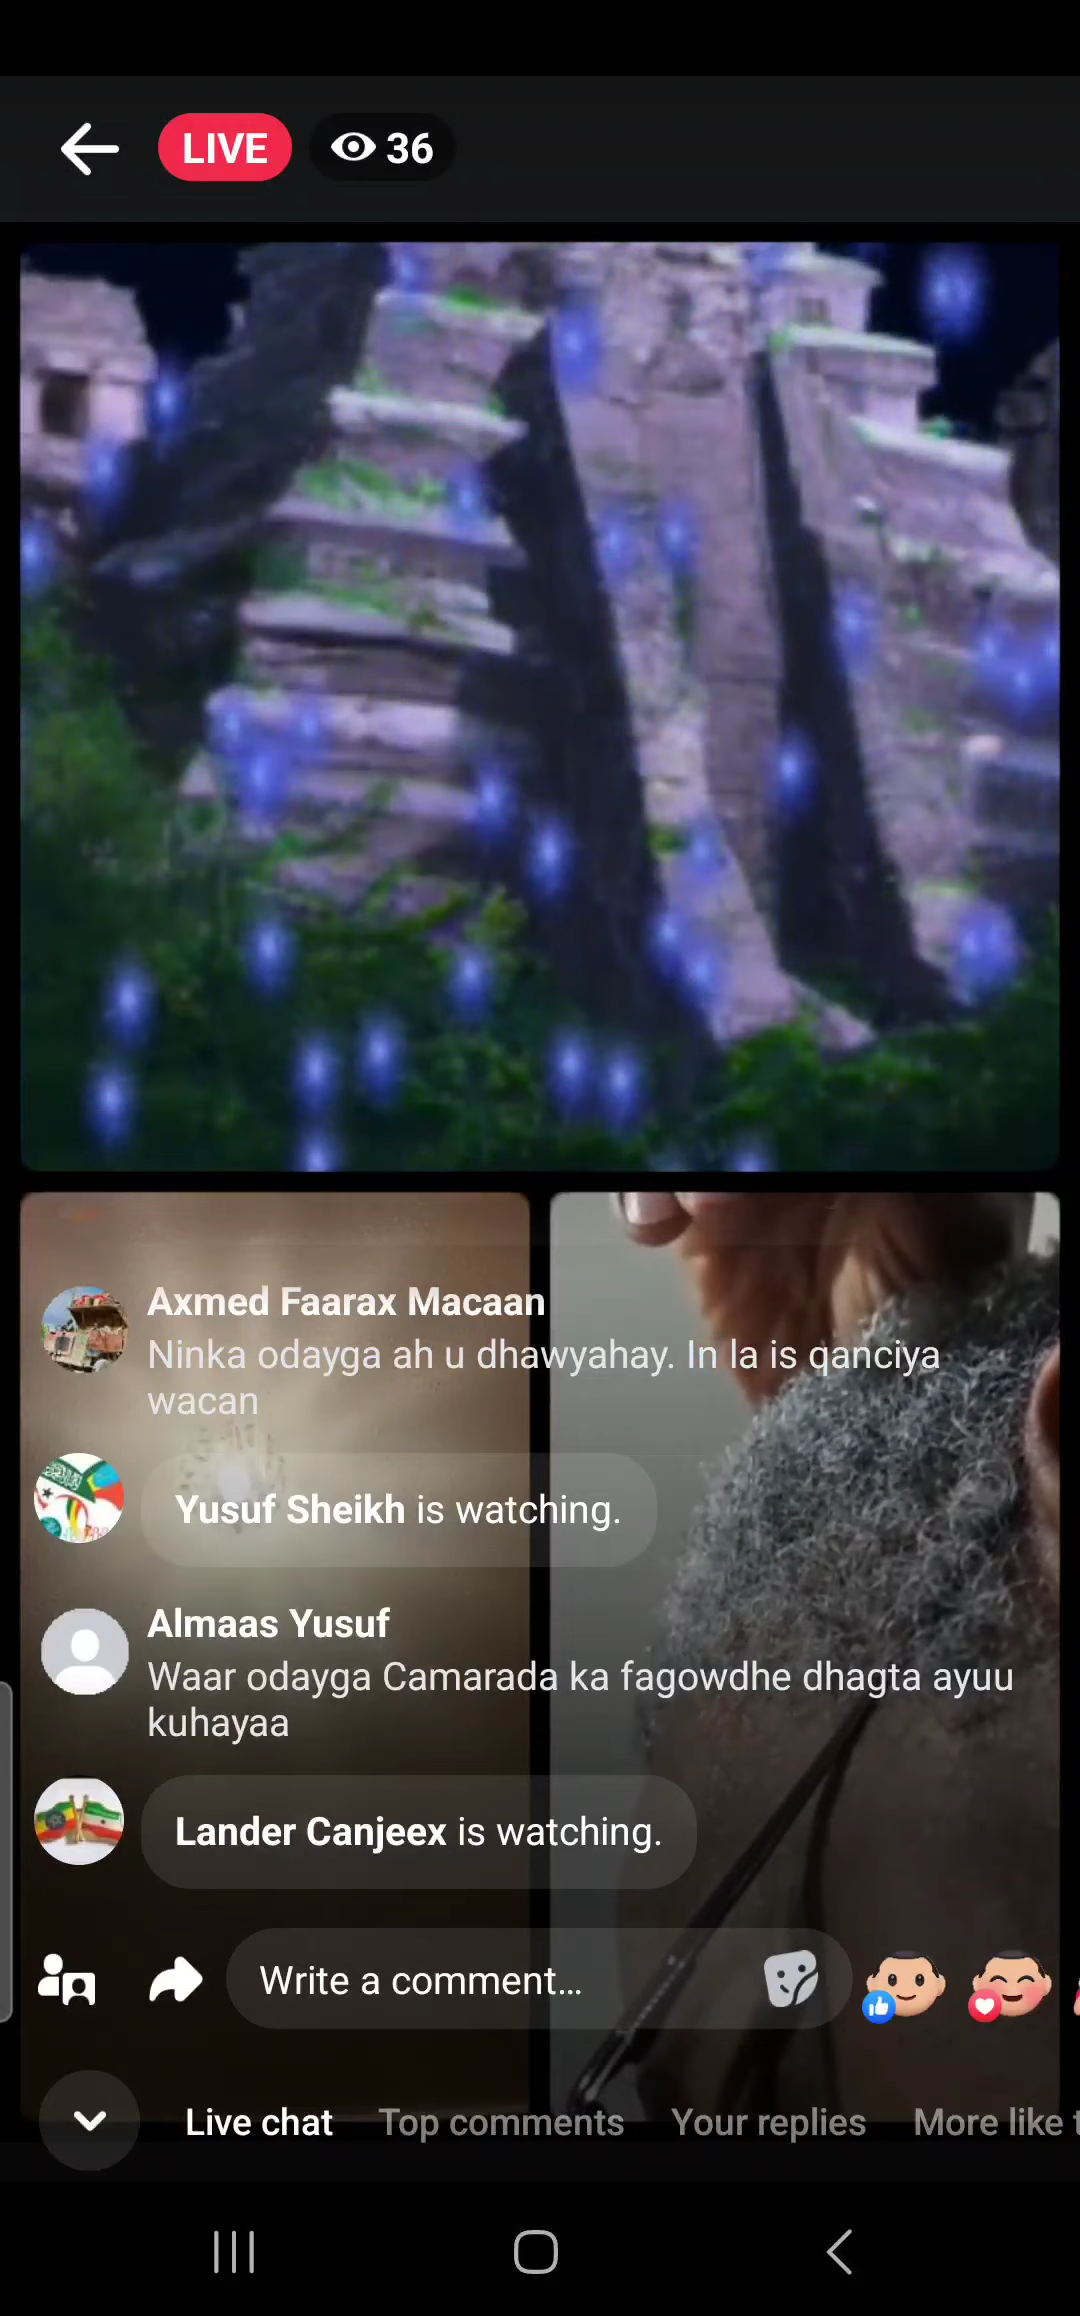 LIVE
36
Axmed Faarax Macaan
Ninka odayga ah u dhawyahay. In la is qanciya
wacan
Yusuf Sheikh is watching.
Almaas Yusuf
Waar odayga Camarada ka fagowdhe dhagta ayuu
kuhayaa
Lander Canjeex is watching.
Write a comment...
Live chat Top comments Your replies More like t